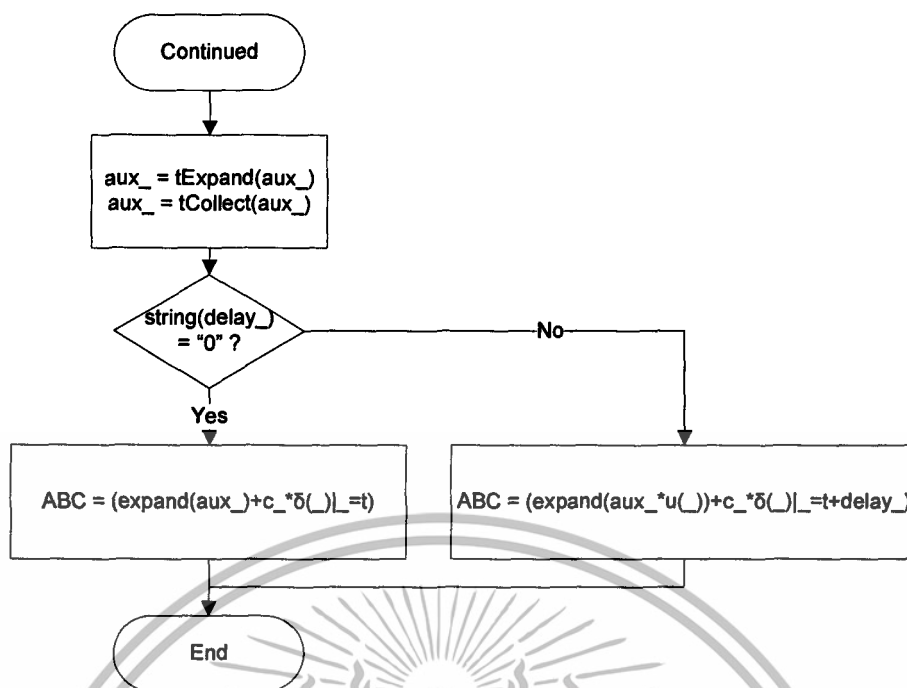 Continued
aux_ = tExpand(aux_)
aux_ = tCollect(aux_)
string(delay_)
= "0" ?
No
Yes
ABC = (expand(aux_)+c_*δ(_)|_=t)
ABC = (expand(aux_*u(_))+c_*δ(_)|_=t+delay_)
End